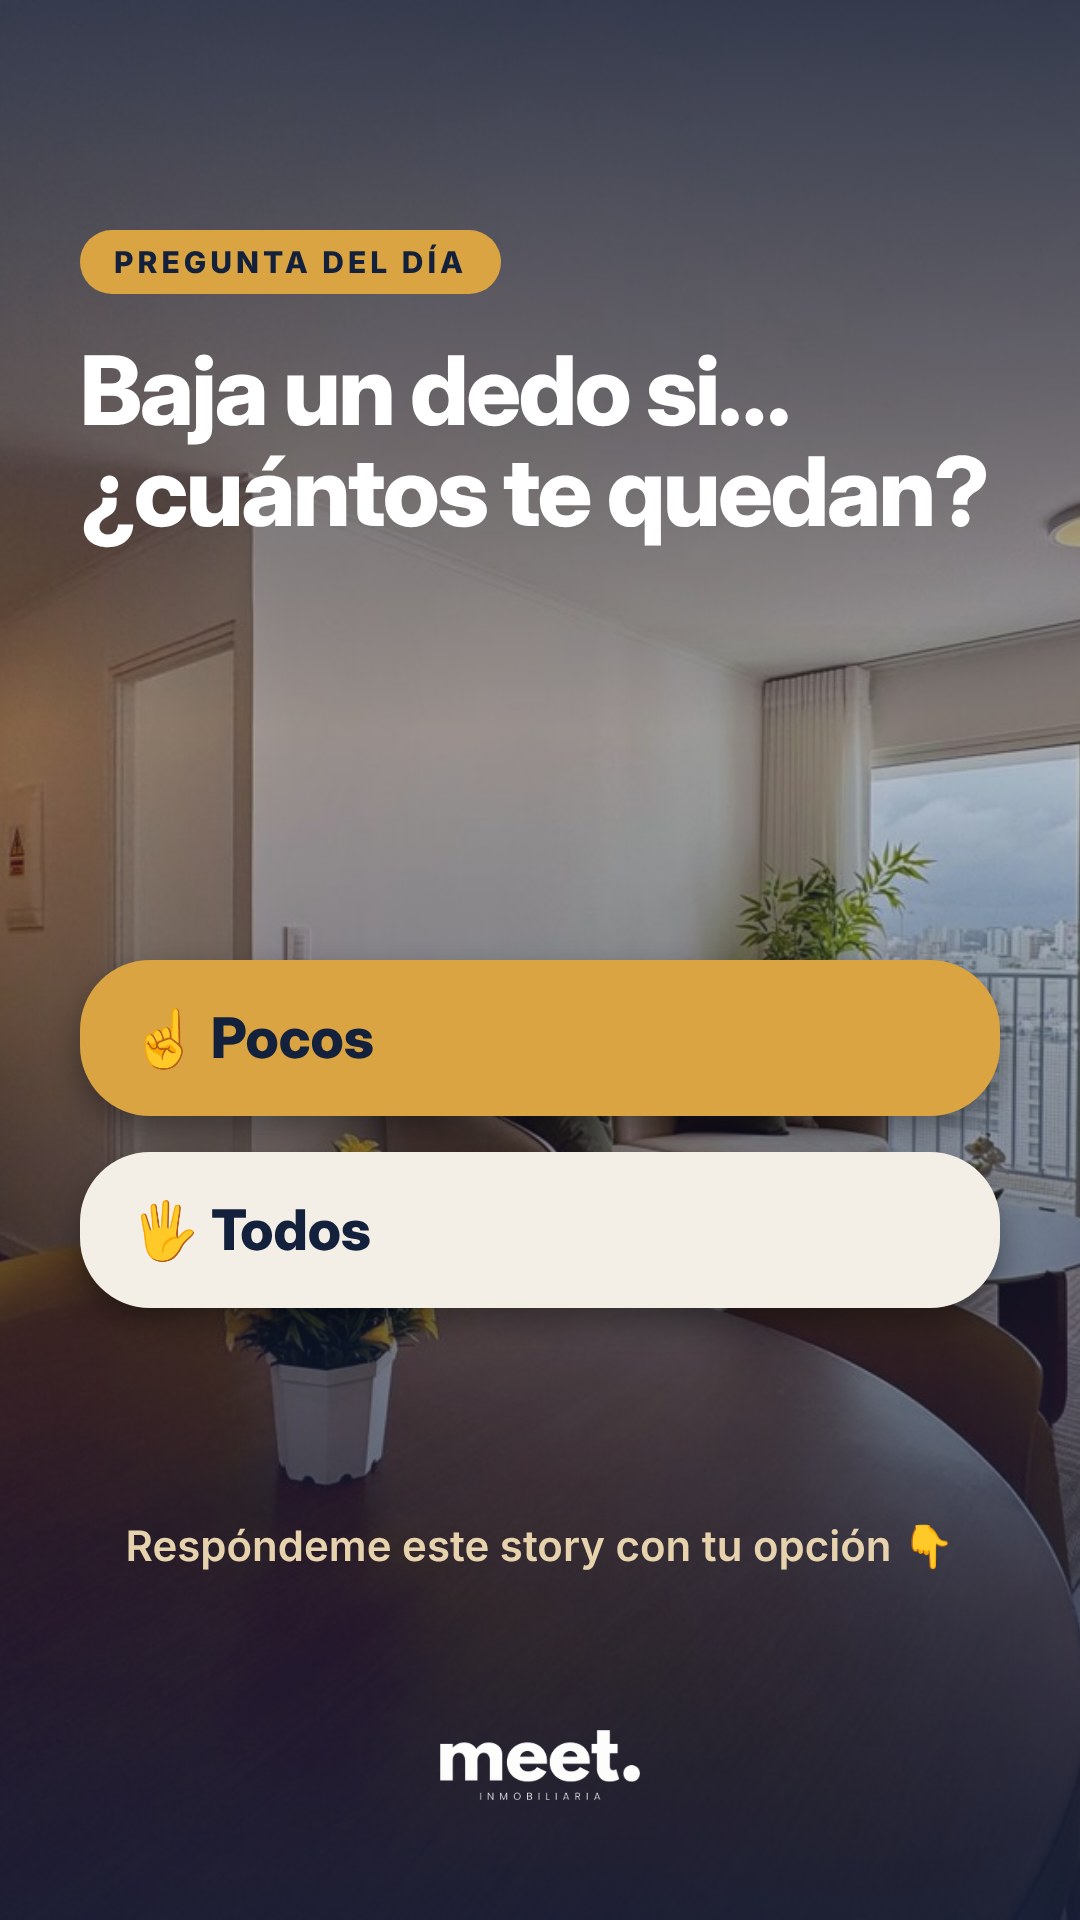 PREGUNTA DEL DÍA
Baja un dedo si...
¿cuántos te quedan?
☝️ Pocos
🖐️ Todos
Respóndeme este story con tu opción 👇
meet.
INMOBILIARIA